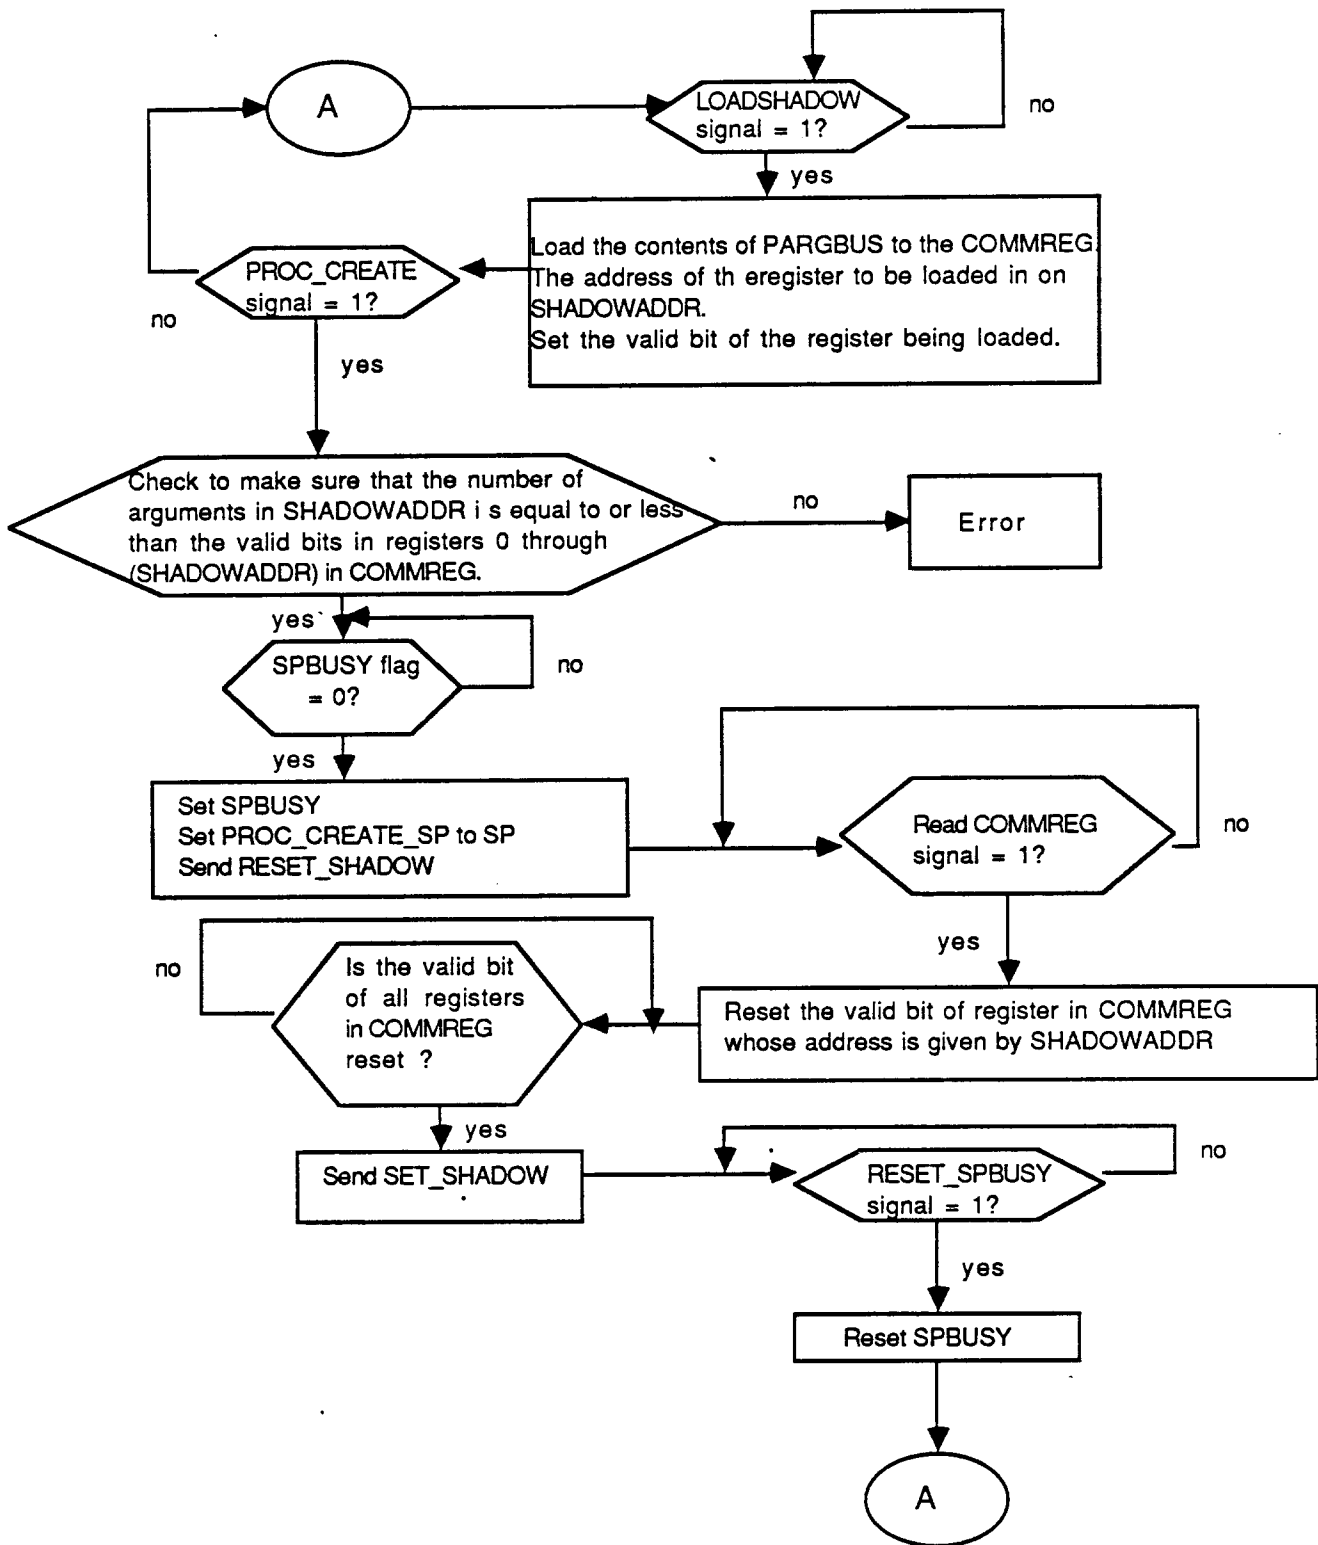 A
LOADSHADOW
signal = 1?
no
yes
Load the contents of PARGBUS to the COMMREG.
The address of th eregister to be loaded in on
SHADOWADDR.
Set the valid bit of the register being loaded.
PROC_CREATE
signal = 1?
no
yes
Check to make sure that the number of
arguments in SHADOWADDR i s equal to or less
than the valid bits in registers 0 through
(SHADOWADDR) in COMMREG.
no
Error
yes
SPBUSY flag
= 0?
no
yes
Set SPBUSY
Set PROC_CREATE_SP to SP
Send RESET_SHADOW
Read COMMREG
signal = 1?
no
yes
Reset the valid bit of register in COMMREG
whose address is given by SHADOWADDR
no
Is the valid bit
of all registers
in COMMREG
reset ?
yes
Send SET_SHADOW
RESET_SPBUSY
signal = 1?
no
yes
Reset SPBUSY
A